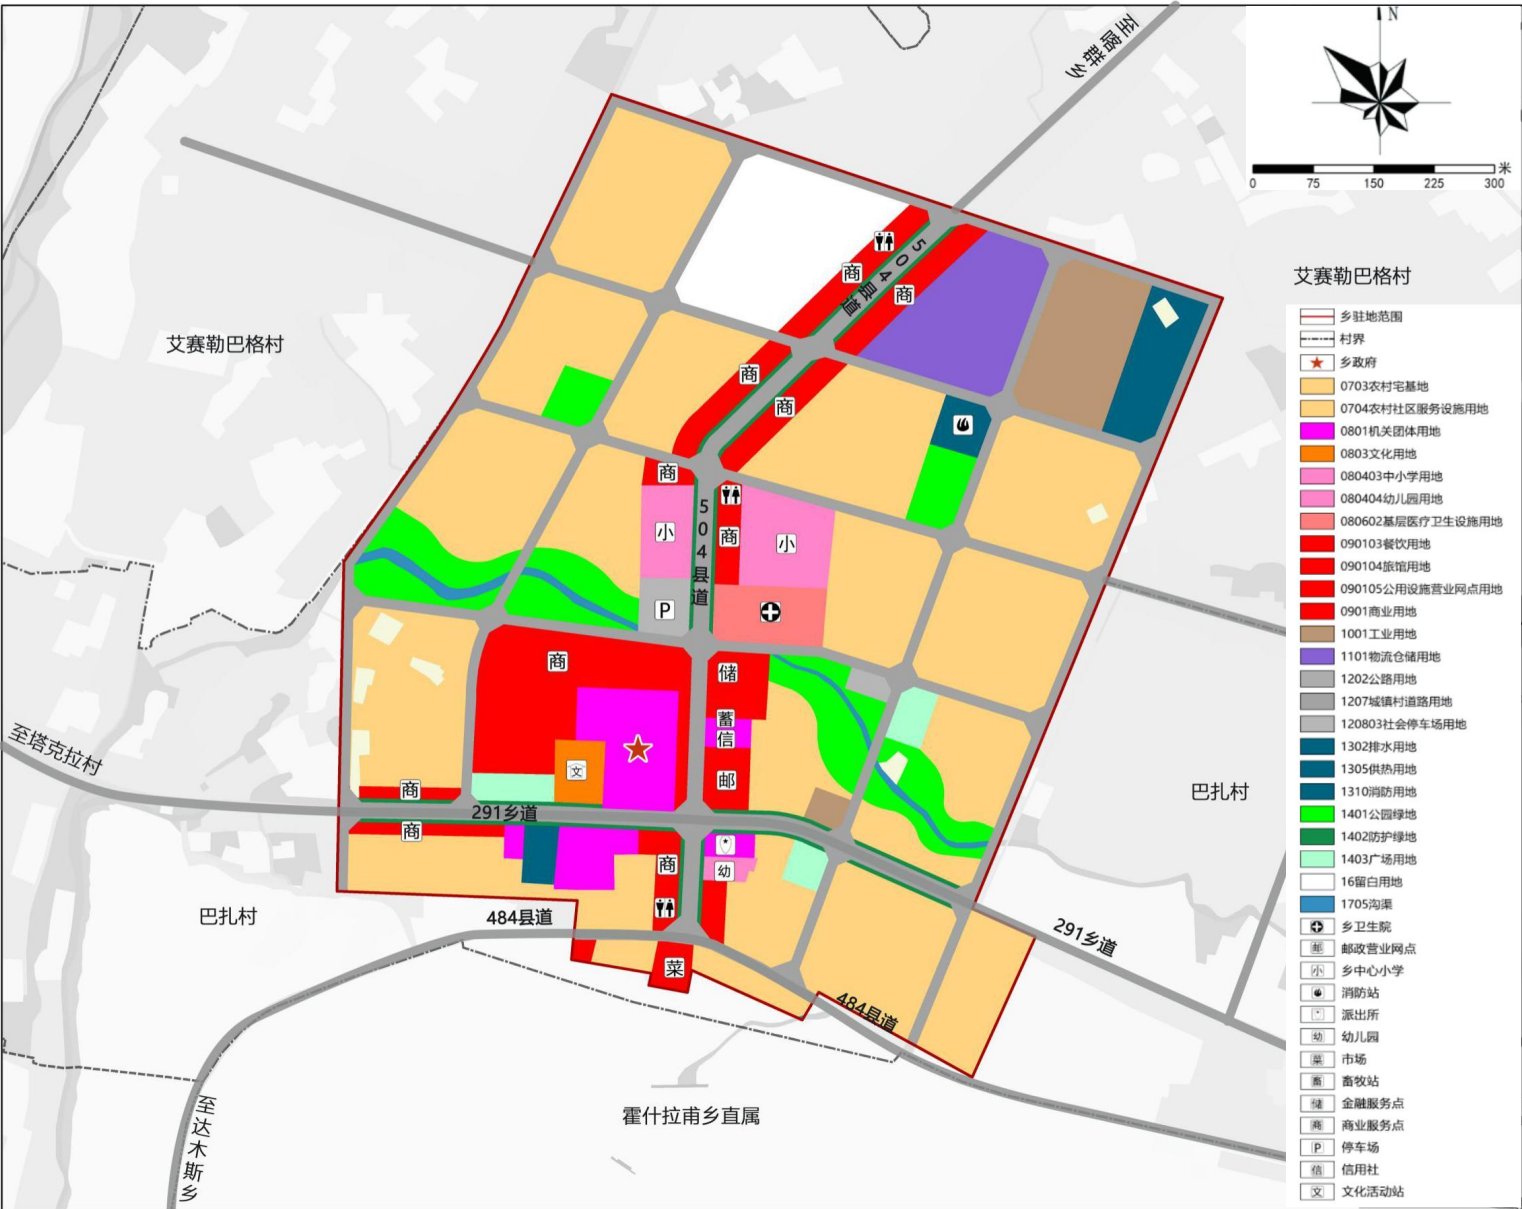 N
米
0 75 150 225 300
至窝耕乡
504县道
商
商
商
商
艾赛勒巴格村
艾赛勒巴格村
商
小
504县道
商
小
P
商
储
蓄
信
邮
文
商
291乡道
商
至塔克拉村
巴扎村
商
幼
巴扎村
484县道
菜
291乡道
484县道
霍什拉甫乡直属
至达木斯乡
乡驻地范围
村界
乡政府
0703农村宅基地
0704农村社区服务设施用地
0801机关团体用地
0803文化用地
080403中小学用地
080404幼儿园用地
080602基层医疗卫生设施用地
090103餐饮用地
090104旅馆用地
090105公用设施营业网点用地
0901商业用地
1001工业用地
1101物流仓储用地
1202公路用地
1207城镇村道路用地
120803社会停车场用地
1302排水用地
1305供热用地
1310消防用地
1401公园绿地
1402防护绿地
1403广场用地
16留白用地
1705沟渠
乡卫生院
邮 邮政营业网点
小 乡中心小学
消防站
派出所
幼 幼儿园
菜 市场
畜 畜牧站
储 金融服务点
商 商业服务点
P 停车场
信 信用社
文 文化活动站